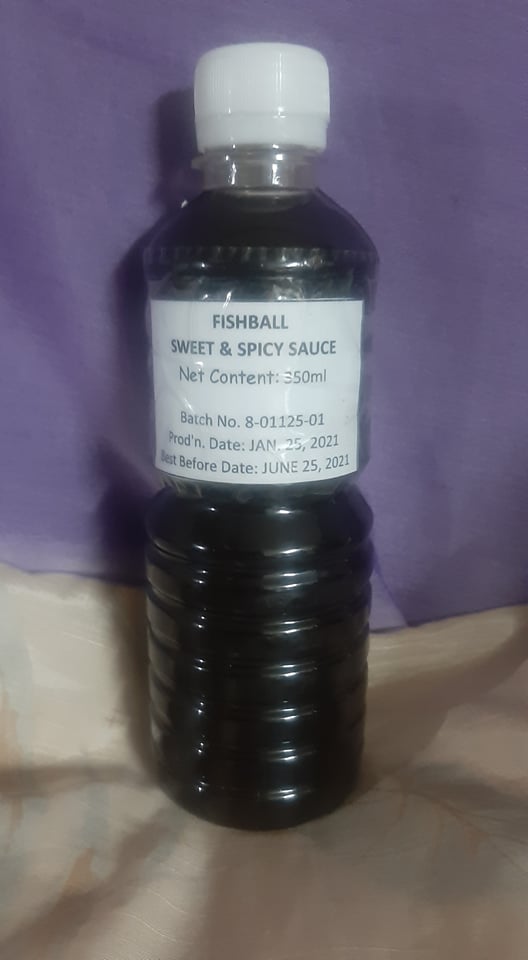 FISHBALL
SWEET & SPICY SAUCE
Net Content: 350ml
Batch No. 8-01125-01
Prod'n. Date: JAN. 25, 2021
Best Before Date: JUNE 25, 2021